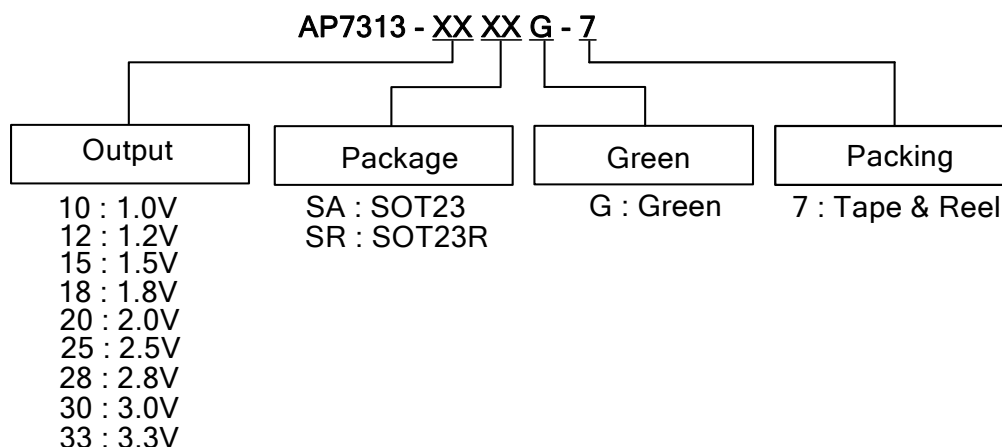 AP7313 - XX XX G - 7
Output
10 : 1.0V
12 : 1.2V
15 : 1.5V
18 : 1.8V
20 : 2.0V
25 : 2.5V
28 : 2.8V
30 : 3.0V
33 : 3.3V
Package
SA : SOT23
SR : SOT23R
Green
G : Green
Packing
7 : Tape & Reel